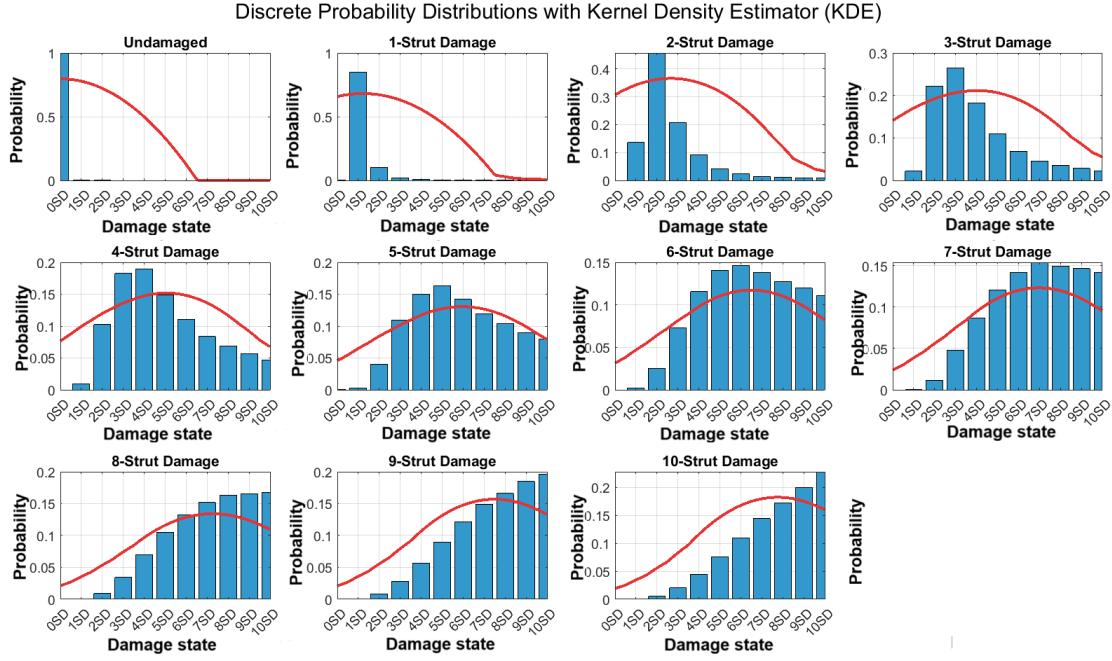 Discrete Probability Distributions with Kernel Density Estimator (KDE)
Undamaged
1
0.5
0
Probability
0SD 1SD 2SD 3SD 4SD 5SD 6SD 7SD 8SD 9SD 10SD
Damage state
1-Strut Damage
1
0.5
0
Probability
0SD 1SD 2SD 3SD 4SD 5SD 6SD 7SD 8SD 9SD 10SD
Damage state
2-Strut Damage
0.4
0.3
0.2
0.1
0
Probability
0SD 1SD 2SD 3SD 4SD 5SD 6SD 7SD 8SD 9SD 10SD
Damage state
3-Strut Damage
0.3
0.2
0.1
0
Probability
0SD 1SD 2SD 3SD 4SD 5SD 6SD 7SD 8SD 9SD 10SD
Damage state
4-Strut Damage
0.2
0.15
0.1
0.05
0
Probability
0SD 1SD 2SD 3SD 4SD 5SD 6SD 7SD 8SD 9SD 10SD
Damage state
5-Strut Damage
0.2
0.15
0.1
0.05
0
Probability
0SD 1SD 2SD 3SD 4SD 5SD 6SD 7SD 8SD 9SD 10SD
Damage state
6-Strut Damage
0.15
0.1
0.05
0
Probability
0SD 1SD 2SD 3SD 4SD 5SD 6SD 7SD 8SD 9SD 10SD
Damage state
7-Strut Damage
0.15
0.1
0.05
0
Probability
0SD 1SD 2SD 3SD 4SD 5SD 6SD 7SD 8SD 9SD 10SD
Damage state
8-Strut Damage
0.2
0.15
0.1
0.05
0
Probability
0SD 1SD 2SD 3SD 4SD 5SD 6SD 7SD 8SD 9SD 10SD
Damage state
9-Strut Damage
0.2
0.15
0.1
0.05
0
Probability
0SD 1SD 2SD 3SD 4SD 5SD 6SD 7SD 8SD 9SD 10SD
Damage state
10-Strut Damage
0.2
0.15
0.1
0.05
0
Probability
0SD 1SD 2SD 3SD 4SD 5SD 6SD 7SD 8SD 9SD 10SD
Damage state
Probability